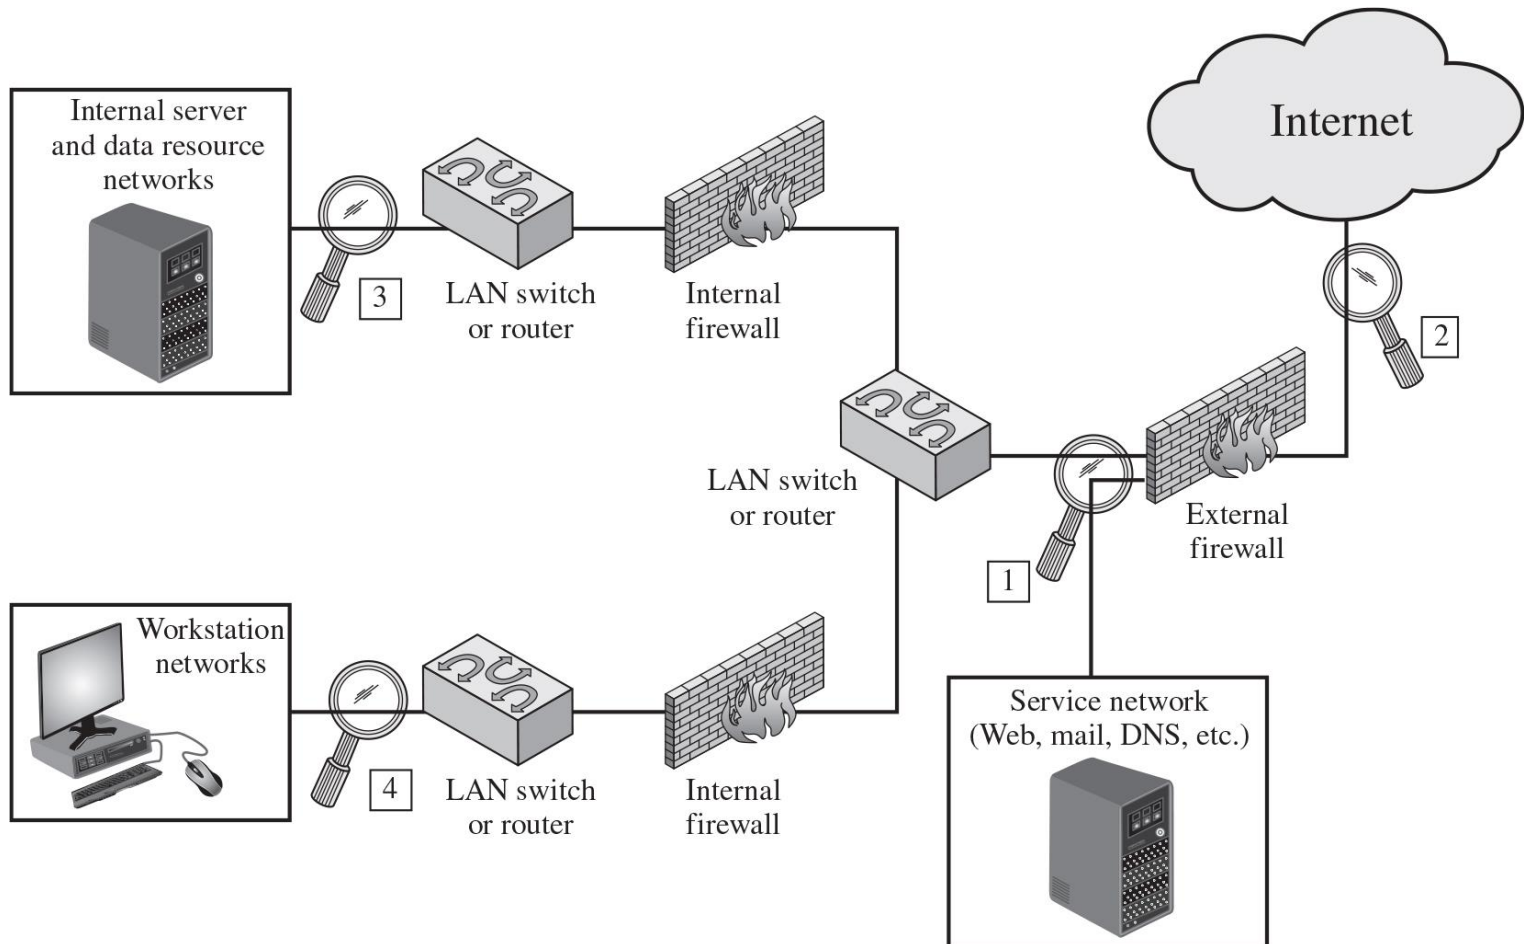 Internal server
and data resource
networks
3
LAN switch
or router
Internal
firewall
Internet
2
LAN switch
or router
1
External
firewall
Workstation
networks
4
LAN switch
or router
Internal
firewall
Service network
(Web, mail, DNS, etc.)